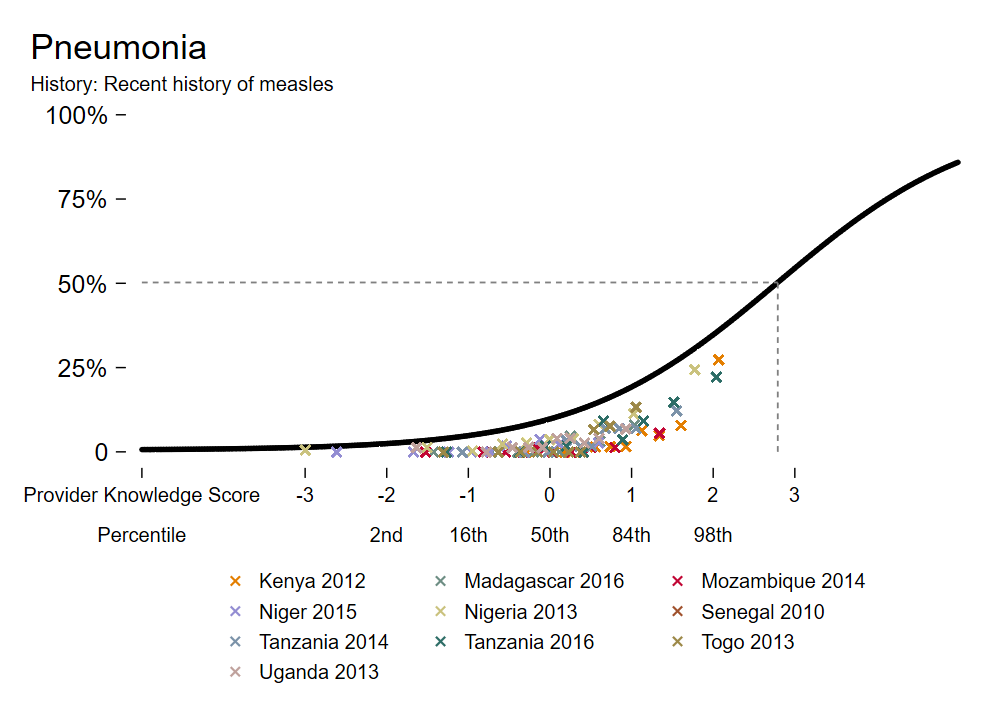 Pneumonia
History: Recent history of measles
100%
75%
50%
25%
0
Provider Knowledge Score -3 -2 -1 0 1 2 3
Percentile 2nd 16th 50th 84th 98th
Kenya 2012 Madagascar 2016 Mozambique 2014
Niger 2015 Nigeria 2013 Senegal 2010
Tanzania 2014 Tanzania 2016 Togo 2013
Uganda 2013